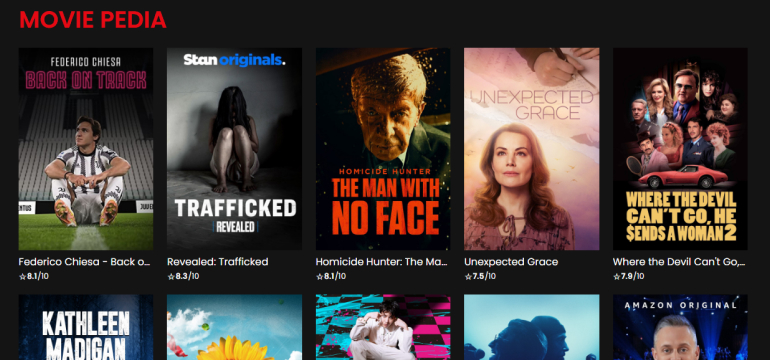 MOVIE PEDIA
FEDERICO CHIESA
BACK ON TRACK
JUVE
Federico Chiesa - Back o...
☆8.1/10
Stan originals.
TRAFFICKED
REVEALED
Revealed: Trafficked
☆8.3/10
HOMICIDE HUNTER
THE MAN WITH
NO FACE
Homicide Hunter: The Ma...
☆8.1/10
UNEXPECTED
GRACE
Unexpected Grace
☆7.5/10
WHERE THE DEVIL
CAN'T GO, HE
$ENDS A WOMAN 2
Where the Devil Can't Go,...
☆7.9/10
KATHLEEN
MADIGAN
AMAZON ORIGINAL